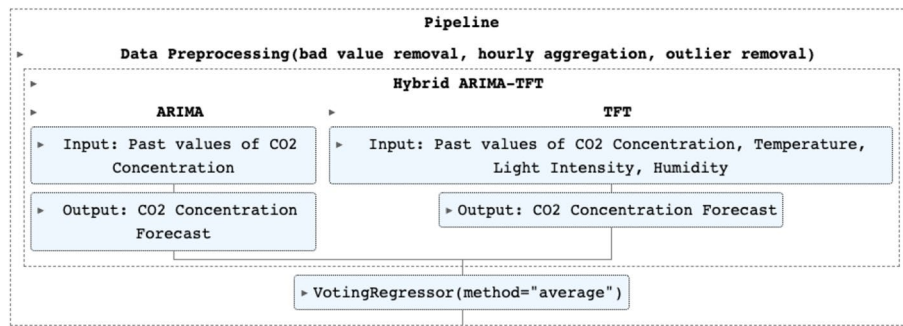 Pipeline
Data Preprocessing(bad value removal, hourly aggregation, outlier removal)
Hybrid ARIMA-TFT
ARIMA
TFT
Input: Past values of CO2
Concentration
Input: Past values of CO2 Concentration, Temperature,
Light Intensity, Humidity
Output: CO2 Concentration
Forecast
Output: CO2 Concentration Forecast
VotingRegressor(method="average")